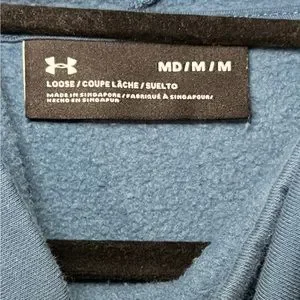 MD/M/M
LOOSE/COUPE LÂCHE/SUELTO
MADE IN SINGAPORE/FABRIQUÉ À SINGAPOUR/
HECHO EN SINGAPUR